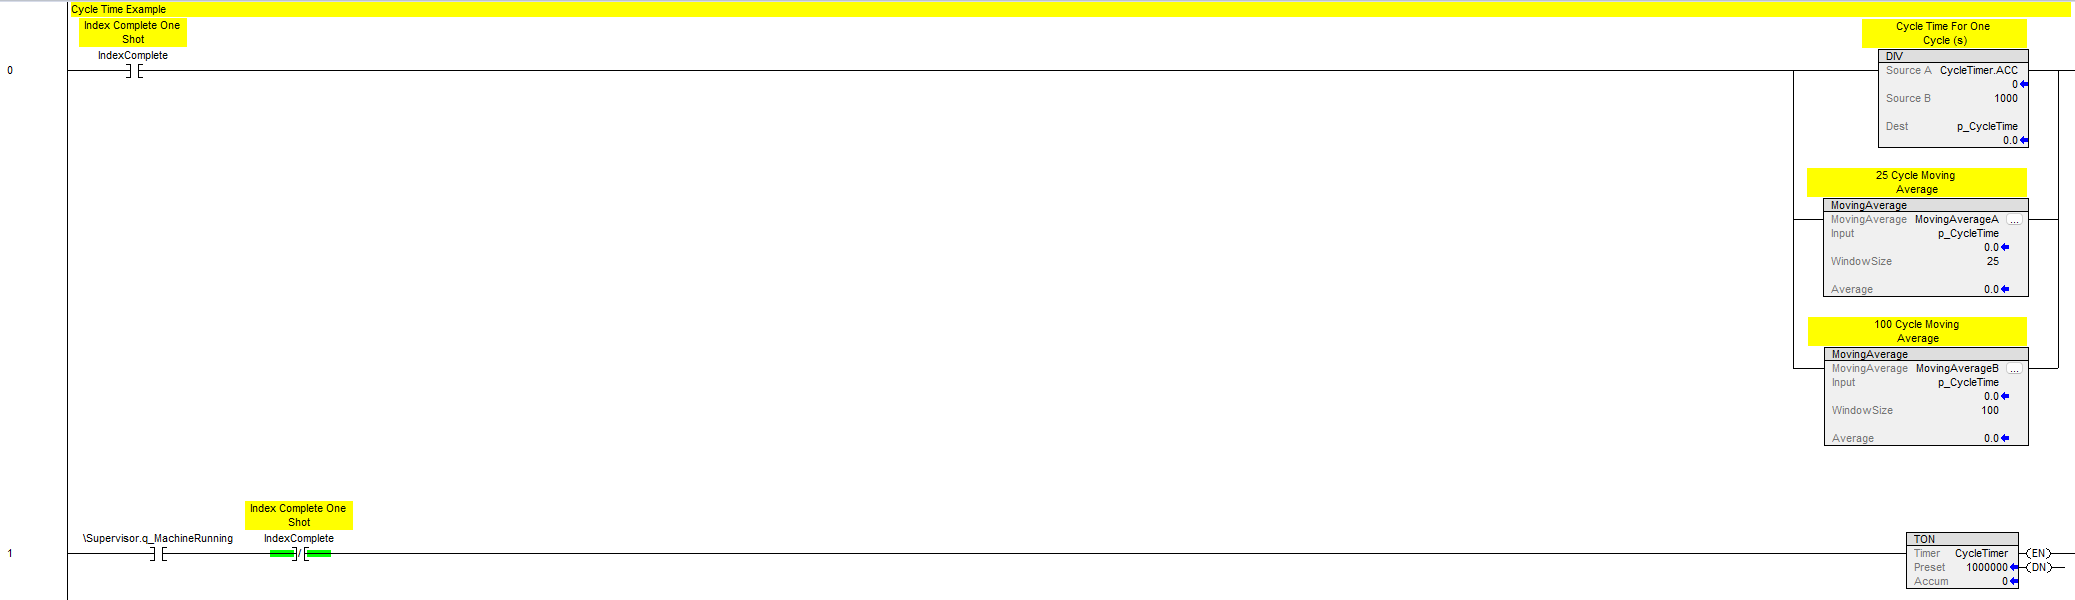 Cycle Time Example
Index Complete One
Shot
IndexComplete
0
Cycle Time For One
Cycle (s)
DIV
Source A CycleTimer.ACC
0
Source B 1000
Dest p_CycleTime
0.0
25 Cycle Moving
Average
MovingAverage
MovingAverage MovingAverageA ...
Input p_CycleTime
0.0
WindowSize 25
Average 0.0
100 Cycle Moving
Average
MovingAverage
MovingAverage MovingAverageB ...
Input p_CycleTime
0.0
WindowSize 100
Average 0.0
Index Complete One
Shot
\Supervisor.q_MachineRunning IndexComplete
1
TON
Timer CycleTimer (EN)
Preset 1000000 (DN)
Accum 0